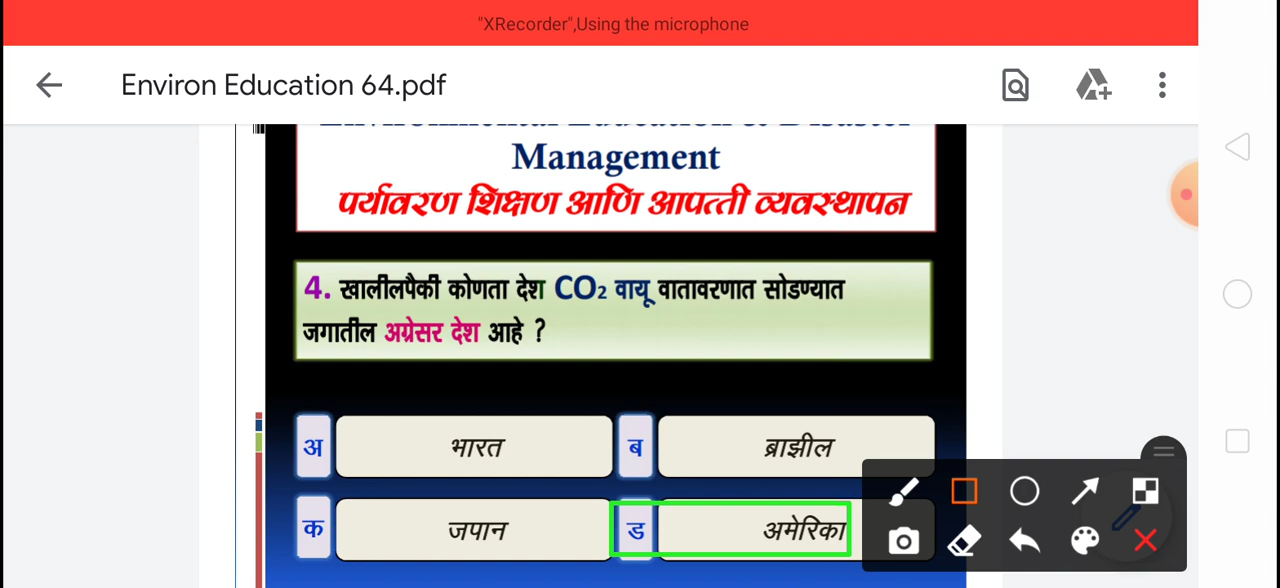 "XRecorder",Using the microphone
Environ Education 64.pdf
Management
पर्यावरण शिक्षण आणि आपत्ती व्यवस्थापन
4. खालीलपैकी कोणता देश CO₂ वायू वातावरणात सोडण्यात
जगातील अग्रेसर देश आहे ?
अ भारत ब ब्राझील
क जपान ड अमेरिका